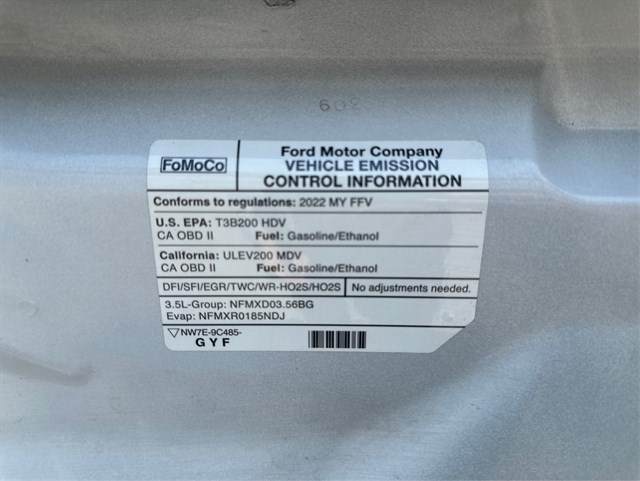 602
FoMoCo
Ford Motor Company
VEHICLE EMISSION
CONTROL INFORMATION
Conforms to regulations: 2022 MY FFV
U.S. EPA: T3B200 HDV
CA OBD II Fuel: Gasoline/Ethanol
California: ULEV200 MDV
CA OBD II Fuel: Gasoline/Ethanol
DFI/SFI/EGR/TWC/WR-HO2S/HO2S No adjustments needed.
3.5L-Group: NFMXD03.56BG
Evap: NFMXR0185NDJ
NW7E-9C485-
GYF